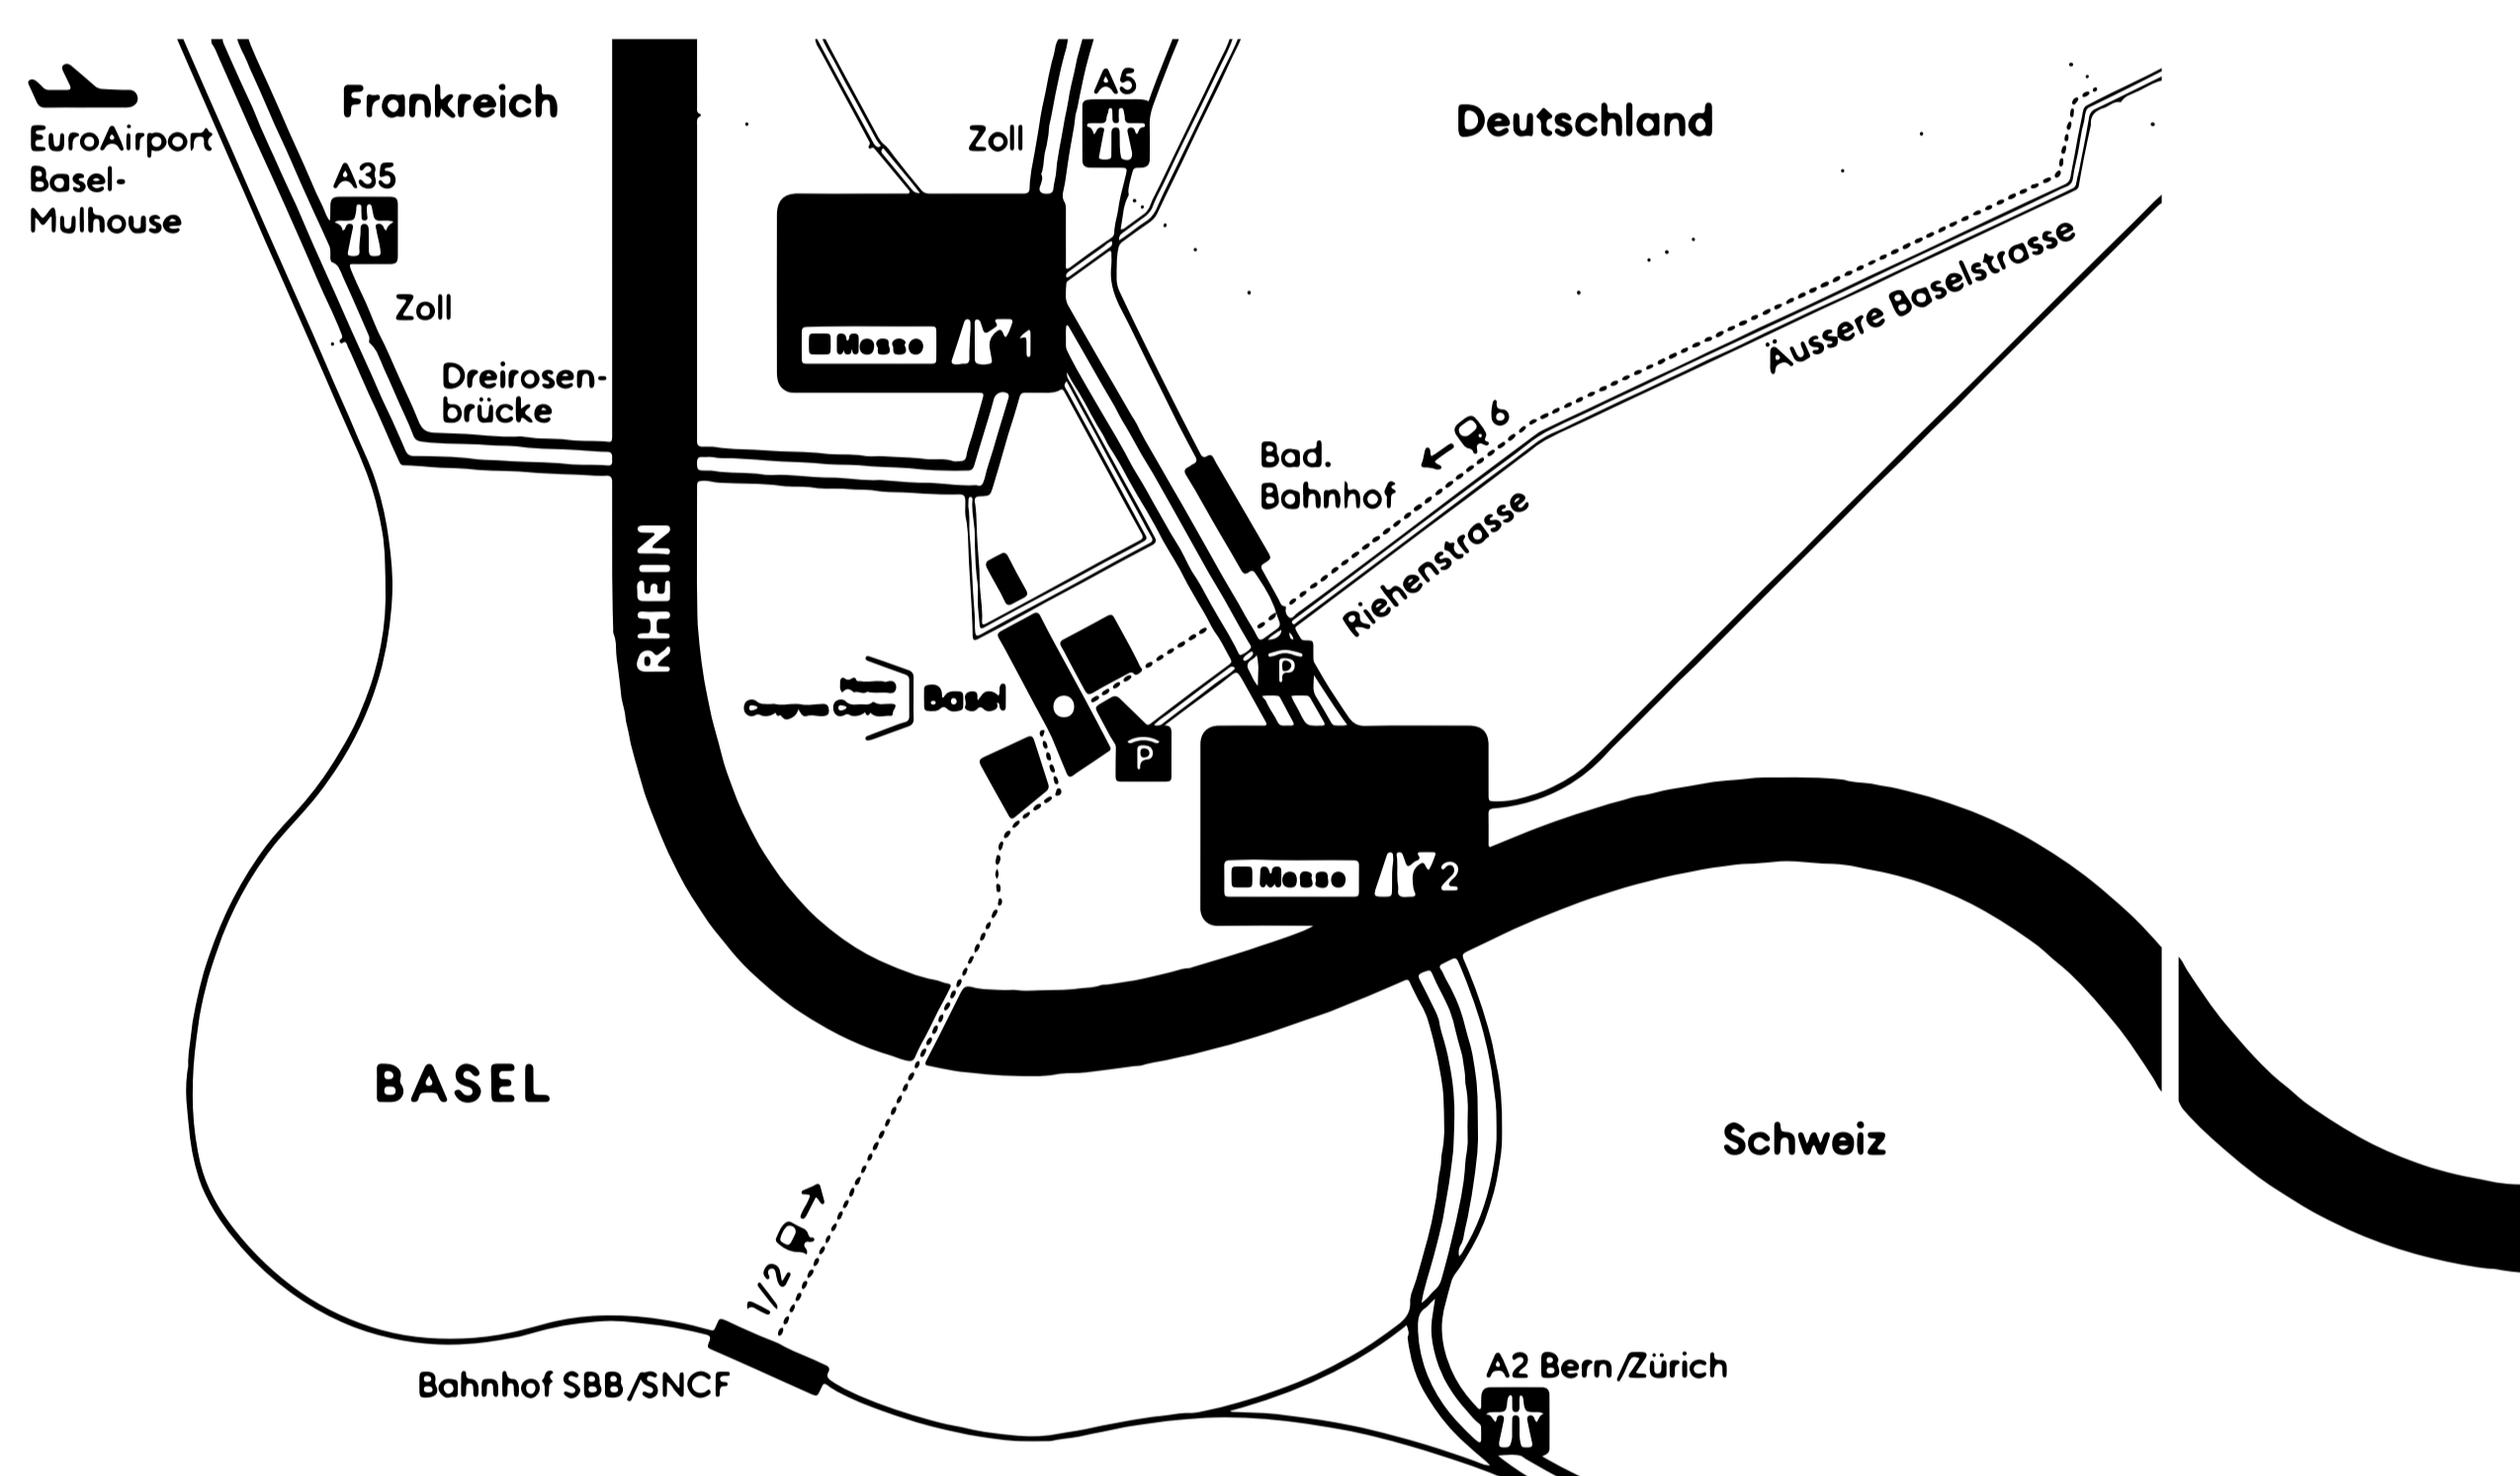 EuroAirport
Basel-
Mulhouse
Frankreich
A35
Zoll
Dreirosen-
brücke
RHEIN
Zoll
A5
Deutschland
Messe
1
Äussere Baselstrasse
6
Bad.
Bahnhof
Riehenstrasse
P
P
Basel
Messe
2
BASEL
Schweiz
1/2
Bahnhof SBB/SNCF
A2 Bern/Zürich